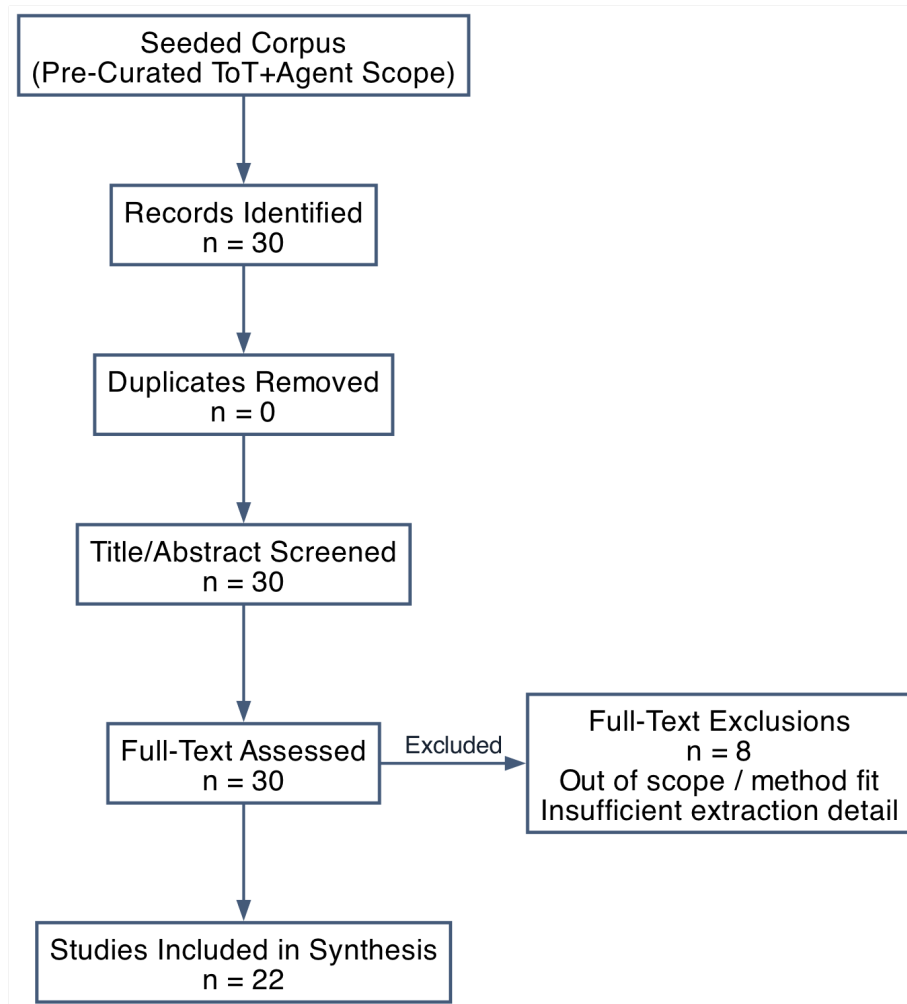 Seeded Corpus
(Pre-Curated ToT+Agent Scope)
Records Identified
n = 30
Duplicates Removed
n = 0
Title/Abstract Screened
n = 30
Full-Text Assessed
n = 30
Excluded
Full-Text Exclusions
n = 8
Out of scope / method fit
Insufficient extraction detail
Studies Included in Synthesis
n = 22